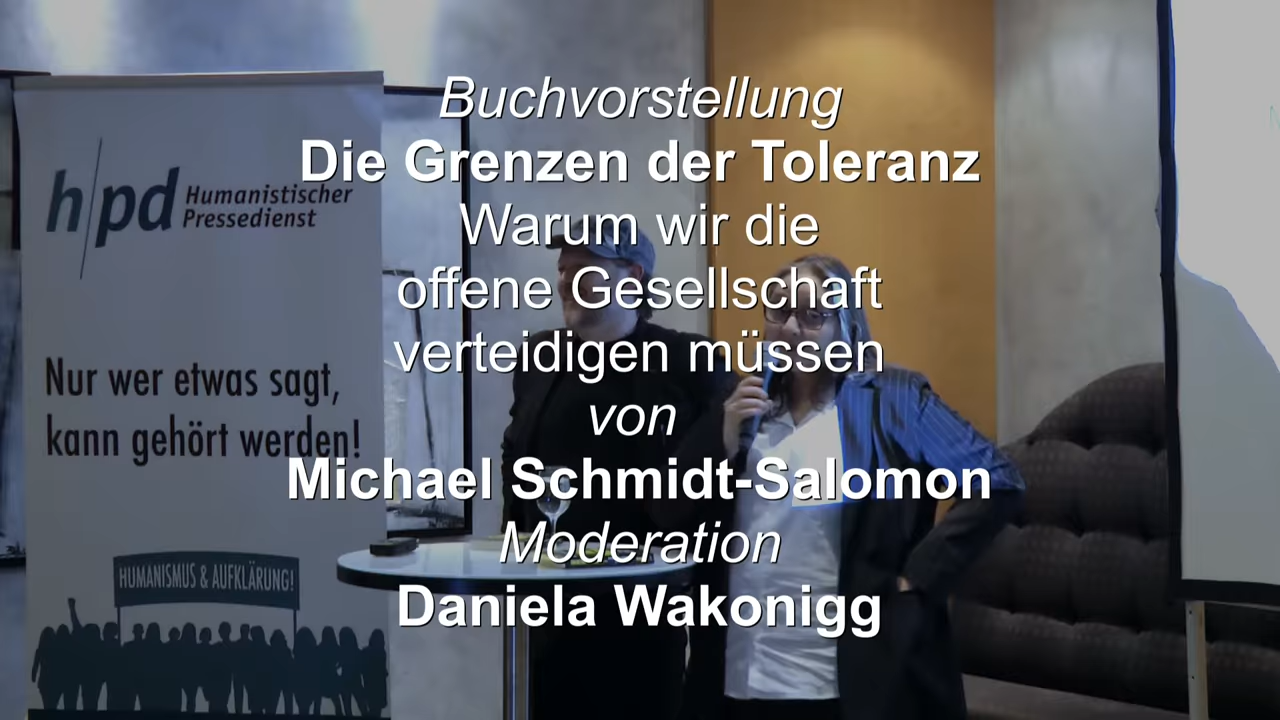 Buchvorstellung
Die Grenzen der Toleranz
Warum wir die
offene Gesellschaft
verteidigen müssen
von
Michael Schmidt-Salomon
Moderation
Daniela Wakonigg
h/pd Humanistischer
Pressedienst
Nur wer etwas sagt,
kann gehört werden!
HUMANISMUS & AUFKLÄRUNG!